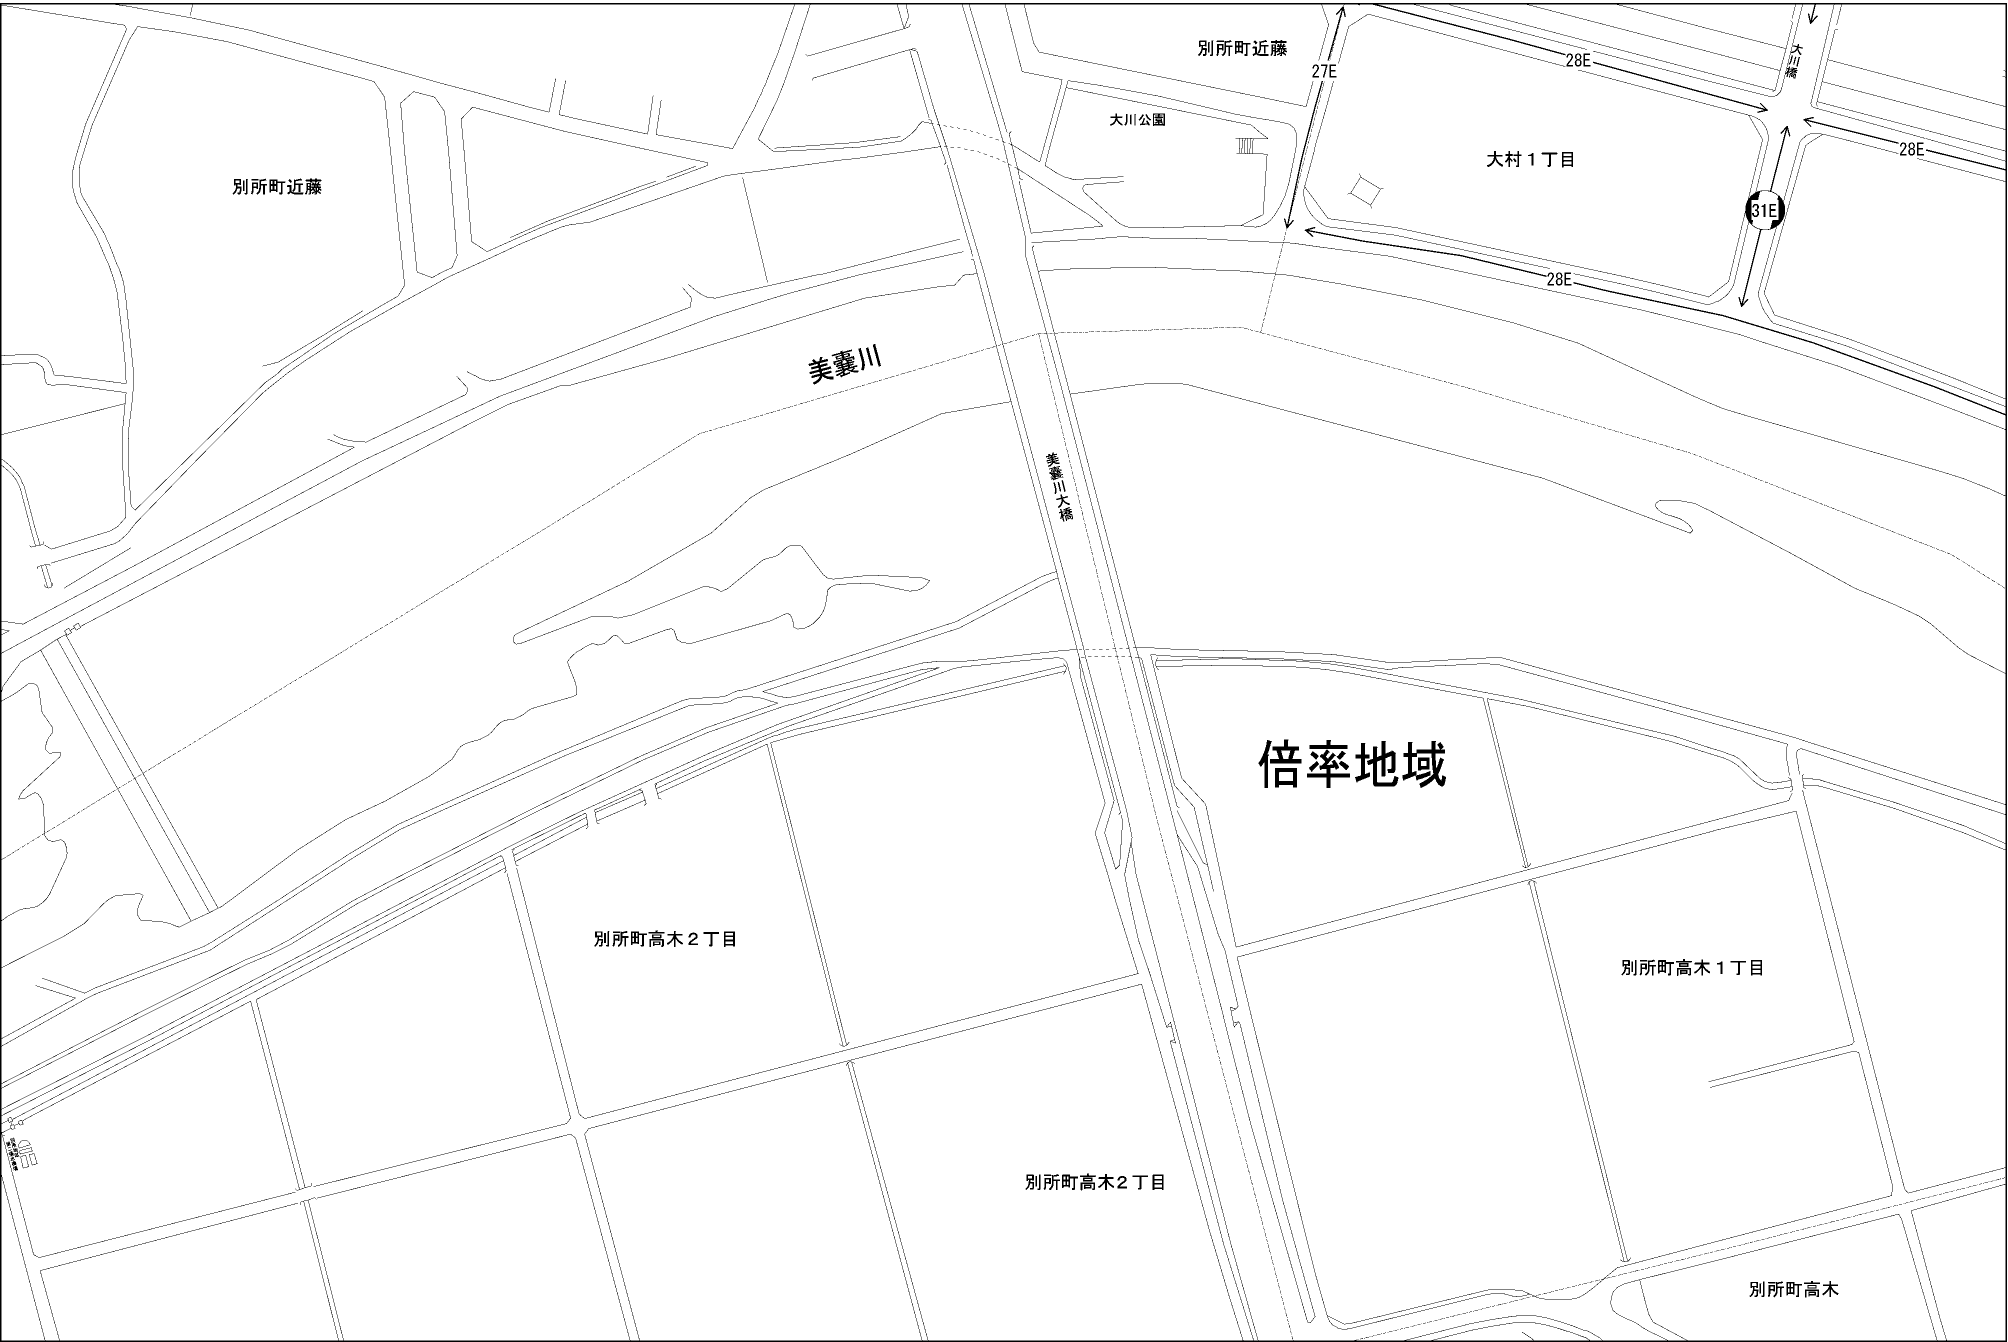 別所町近藤
27E
28E
大川橋
大川公園
大村１丁目
28E
別所町近藤
31E
28E
美嚢川
美嚢川大橋
倍率地域
別所町高木２丁目
別所町高木１丁目
別所町高木２丁目
別所町高木